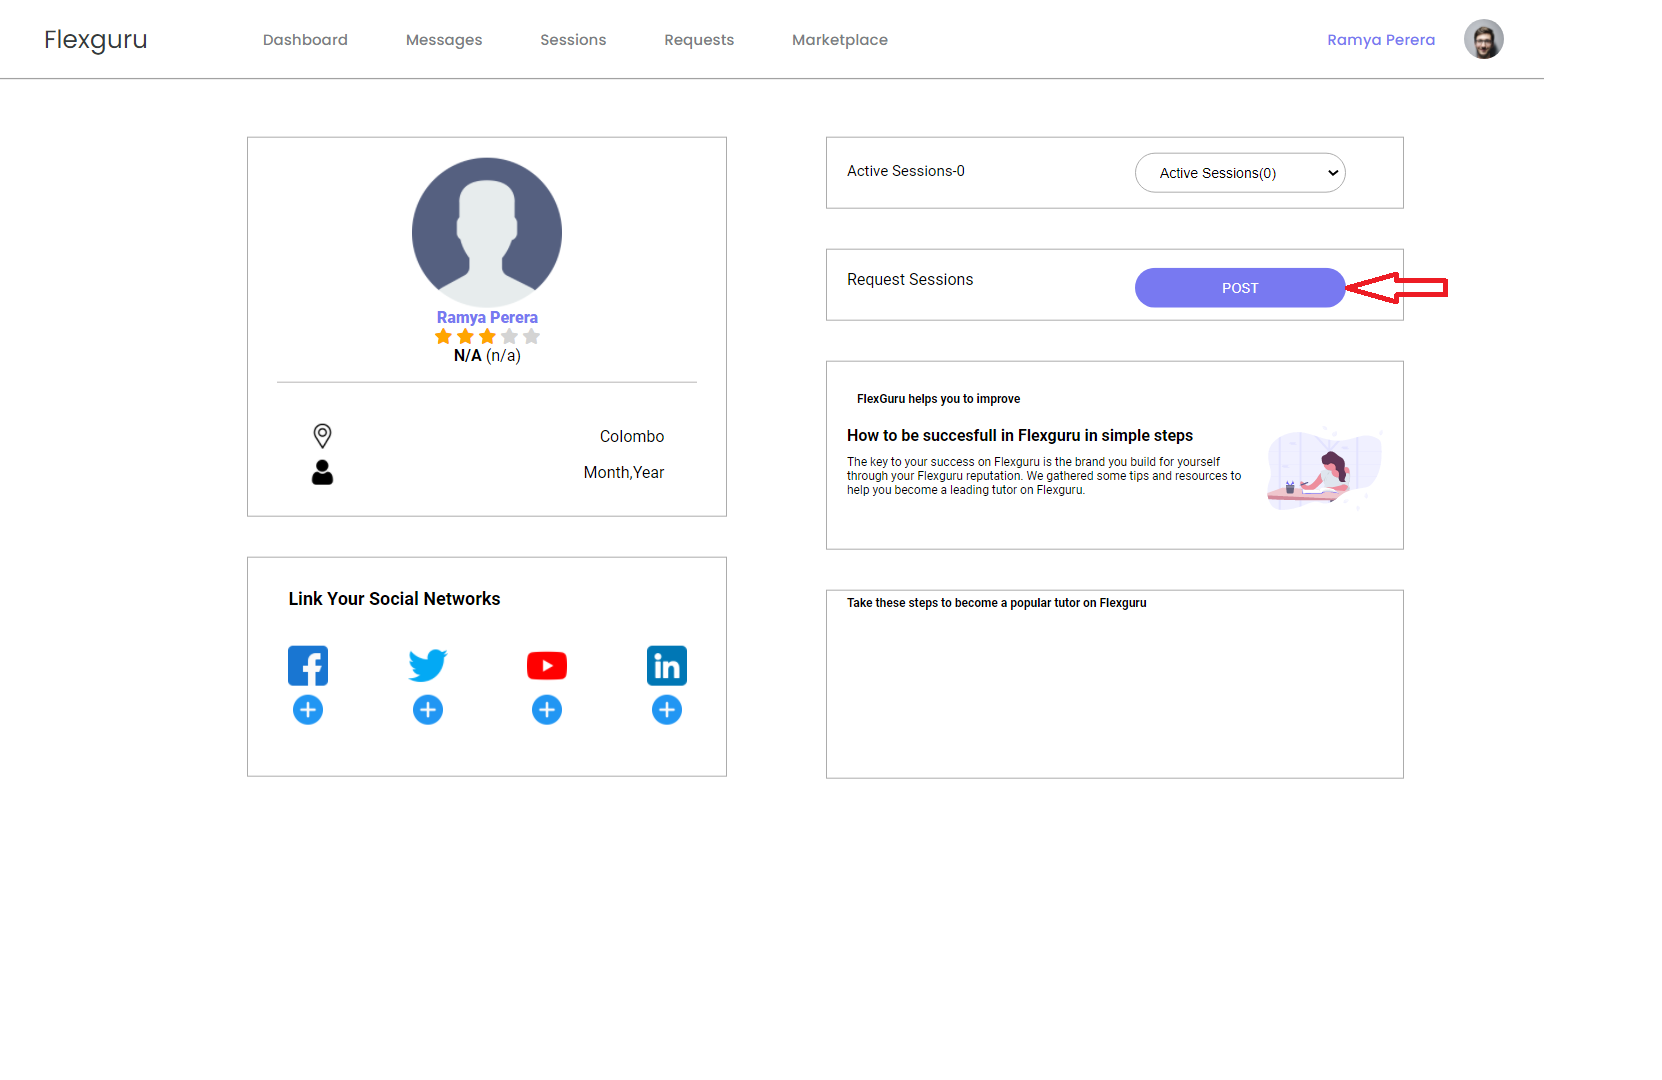 Flexguru
Dashboard
Messages
Sessions
Requests
Marketplace
Ramya Perera
Ramya Perera
N/A (n/a)
Colombo
Month,Year
Link Your Social Networks
f
in
Active Sessions-0
Active Sessions(0)
Request Sessions
POST
FlexGuru helps you to improve
How to be succesfull in Flexguru in simple steps
The key to your success on Flexguru is the brand you build for yourself
through your Flexguru reputation. We gathered some tips and resources to
help you become a leading tutor on Flexguru.
Take these steps to become a popular tutor on Flexguru